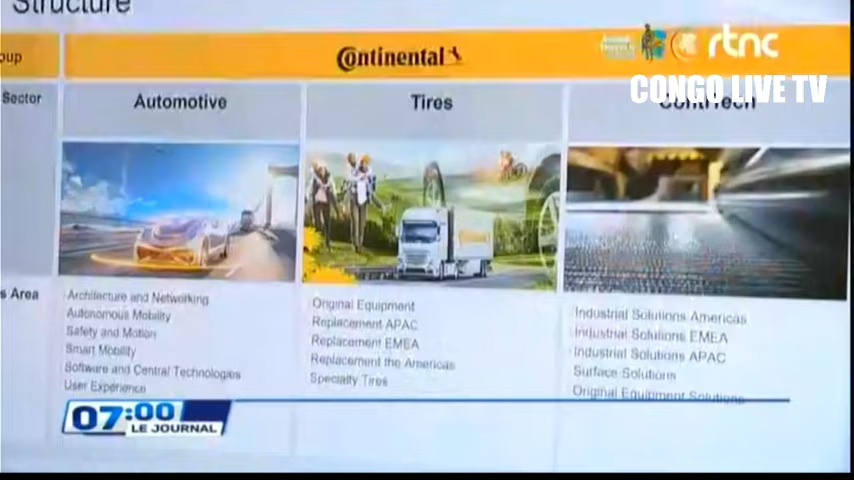 Structure
oup
Continental
rtnc
CONGO LIVE TV
Sector
Automotive
Tires
ContiTech
s Area
Architecture and Networking
Autonomous Mobility
Safety and Motion
Smart Mobility
Software and Central Technologies
User Experience
Original Equipment
Replacement APAC
Replacement EMEA
Replacement the Americas
Specialty Tires
Industrial Solutions Americas
Industrial Solutions EMEA
Industrial Solutions APAC
Surface Solutions
Original Equipment Solutions
07:00
LE JOURNAL